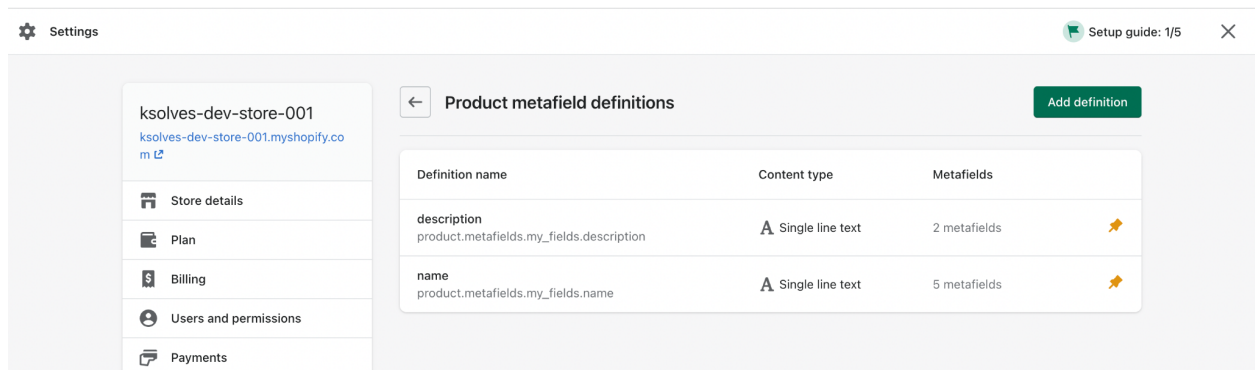 Settings
Setup guide: 1/5
ksolves-dev-store-001
ksolves-dev-store-001.myshopify.co
m
Store details
Plan
Billing
Users and permissions
Payments
Product metafield definitions
Add definition
Definition name
Content type
Metafields
description
product.metafields.my_fields.description
Single line text
2 metafields
name
product.metafields.my_fields.name
Single line text
5 metafields